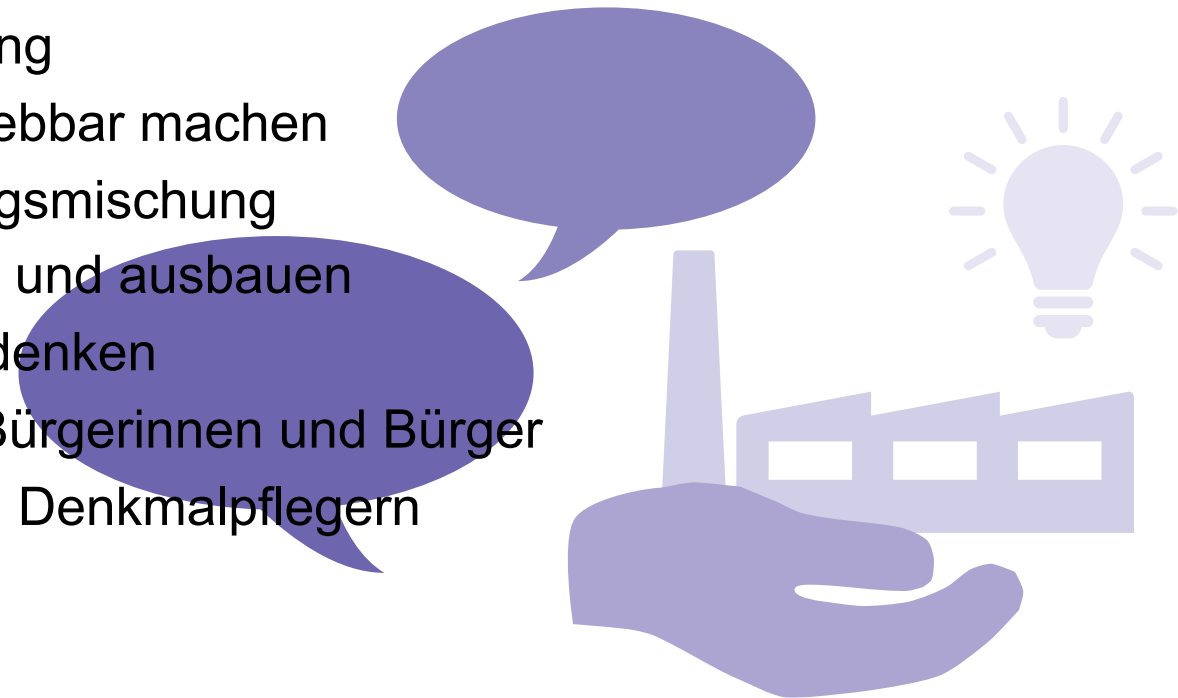 ng
ebbar machen
gsmischung
und ausbauen
denken
Bürgerinnen und Bürger
Denkmalpflegern